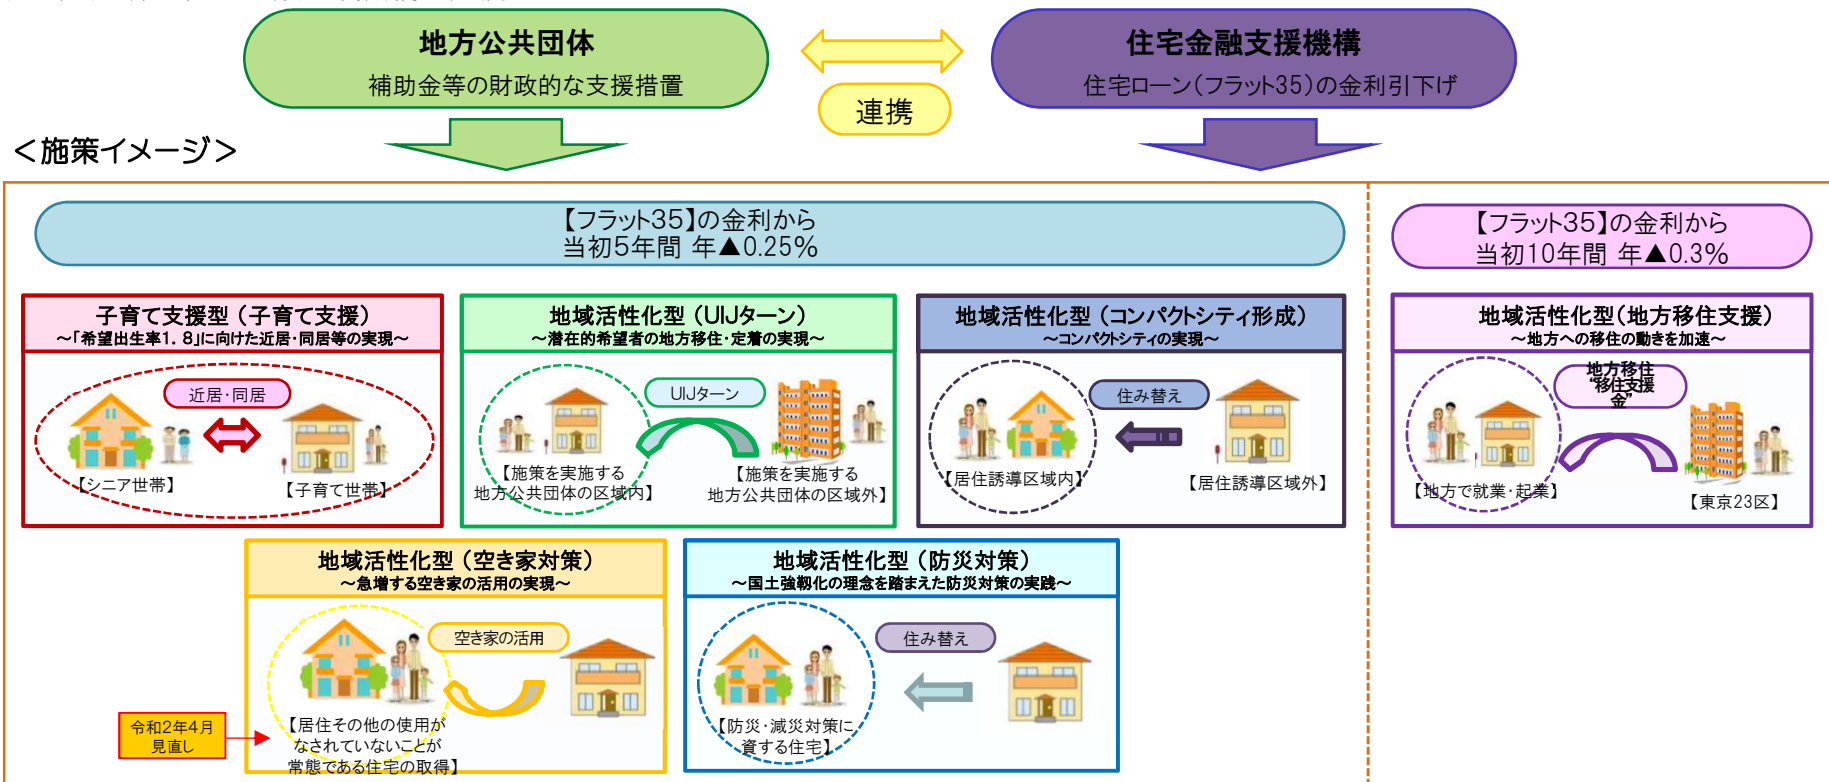 地方公共団体
補助金等の財政的な支援措置
連携
住宅金融支援機構
住宅ローン(フラット35)の金利引下げ
＜施策イメージ＞
【フラット35】の金利から
当初5年間 年▲0.25%
【フラット35】の金利から
当初10年間 年▲0.3%
子育て支援型（子育て支援）
～「希望出生率1．8」に向けた近居・同居等の実現～
近居・同居
【シニア世帯】
【子育て世帯】
地域活性化型（UIJターン）
～潜在的希望者の地方移住・定着の実現～
UIJターン
【施策を実施する
地方公共団体の区域内】
【施策を実施する
地方公共団体の区域外】
地域活性化型（コンパクトシティ形成）
～コンパクトシティの実現～
住み替え
【居住誘導区域内】
【居住誘導区域外】
地域活性化型(地方移住支援)
～地方への移住の動きを加速～
地方移住
“移住支援
金”
【地方で就業・起業】
【東京23区】
地域活性化型（空き家対策）
～急増する空き家の活用の実現～
空き家の活用
令和2年4月
見直し
【居住その他の使用が
なされていないことが
常態である住宅の取得】
地域活性化型（防災対策）
～国土強靱化の理念を踏まえた防災対策の実践～
住み替え
【防災・減災対策に
資する住宅】